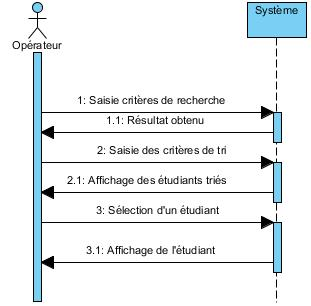 Système
Opérateur
1: Saisie critères de recherche
1.1: Résultat obtenu
2: Saisie des critères de tri
2.1: Affichage des étudiants triés
3: Sélection d'un étudiant
3.1: Affichage de l'étudiant